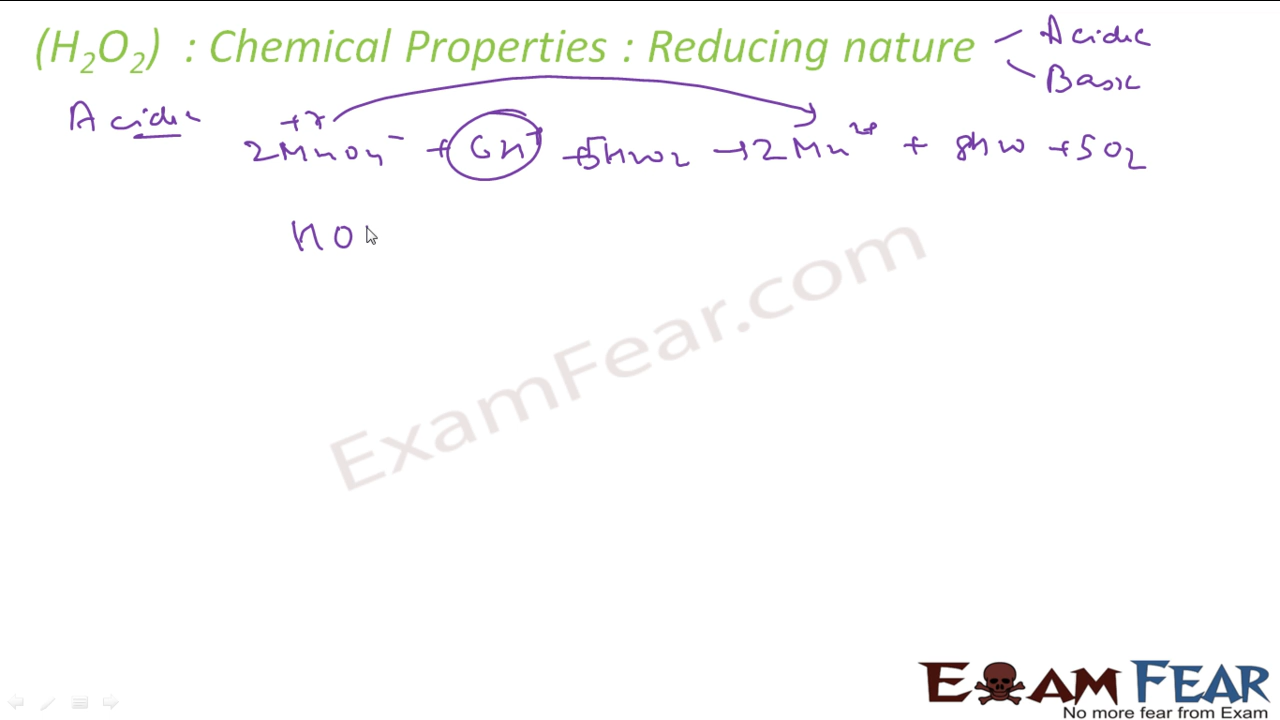 (H₂O₂) : Chemical Properties : Reducing nature
Acidic
Basic
Acidic
+7
2MnO₄⁻ + 6H⁺ + 5H₂O₂ → 2Mn²⁺ + 8H₂O + 5O₂
HO
ExamFear.com
EXAM FEAR
No more fear from Exam